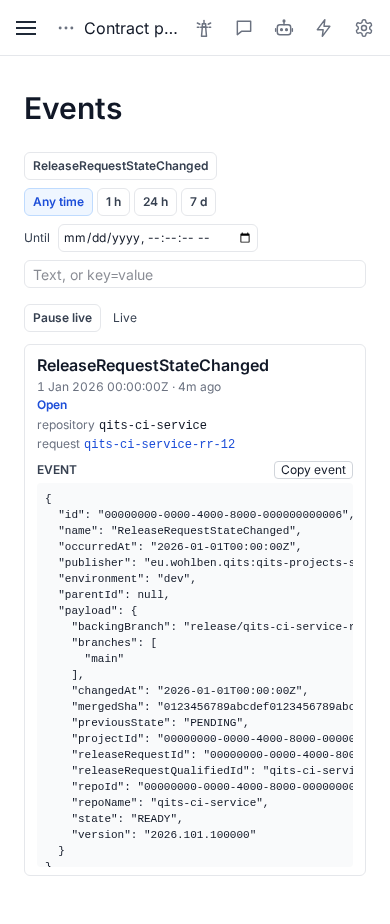 Contract p...
Events
ReleaseRequestStateChanged
Any time 1 h 24 h 7 d
Until mm/dd/yyyy, --:--:-- --
Text, or key=value
Pause live Live
ReleaseRequestStateChanged
1 Jan 2026 00:00:00Z · 4m ago
Open
repository qits-ci-service
request qits-ci-service-rr-12
EVENT Copy event
{
"id": "00000000-0000-4000-8000-000000000006",
"name": "ReleaseRequestStateChanged",
"occurredAt": "2026-01-01T00:00:00Z",
"publisher": "eu.wohlben.qits:qits-projects-s
"environment": "dev",
"parentId": null,
"payload": {
"backingBranch": "release/qits-ci-service-r
"branches": [
"main"
],
"changedAt": "2026-01-01T00:00:00Z",
"mergedSha": "0123456789abcdef0123456789abc
"previousState": "PENDING",
"projectId": "00000000-0000-4000-8000-00000
"releaseRequestId": "00000000-0000-4000-800
"releaseRequestQualifiedId": "qits-ci-servi
"repoId": "00000000-0000-4000-8000-00000000
"repoName": "qits-ci-service",
"state": "READY",
"version": "2026.101.100000"
}
}